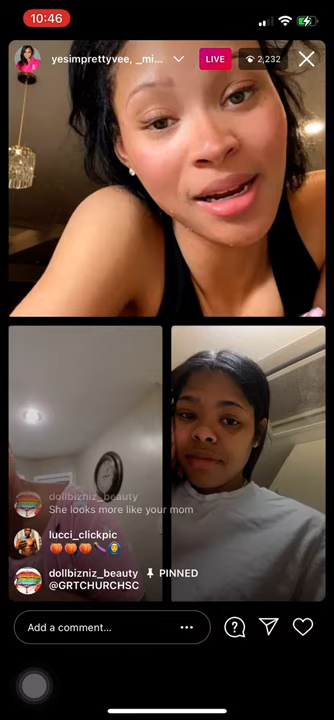 10:46
yesimprettyvee, _mi...
LIVE
2,232
dollbizniz_beauty
She looks more like your mom
lucci_clickpic
dollbizniz_beauty PINNED
@GRTCHURCHSC
Add a comment...